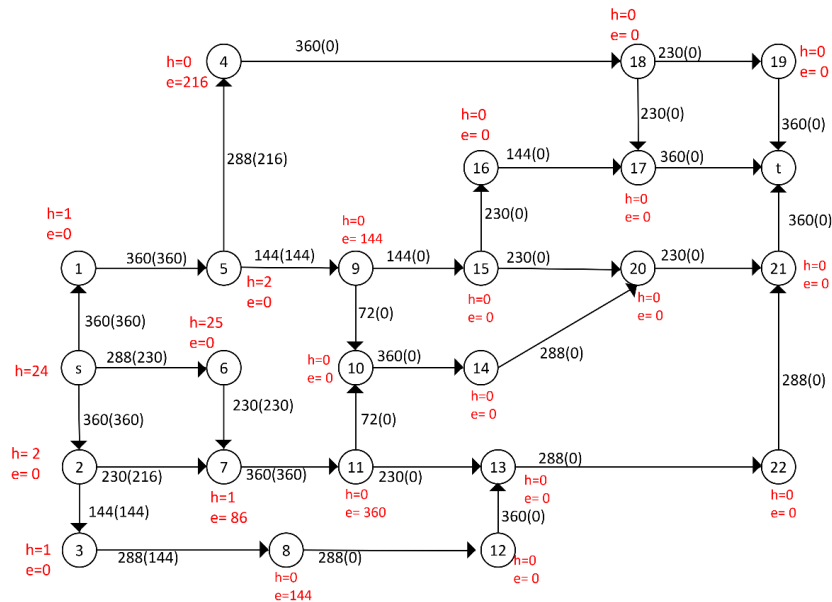 h=0
e= 0
360(0)
h=0
e=216
4
18
230(0)
19
h=0
e= 0
h=0
e= 0
230(0)
360(0)
288(216)
16
144(0)
17
360(0)
t
h=1
e=0
230(0)
h=0
e= 0
h=0
e= 144
360(0)
1
360(360)
5
144(144)
9
144(0)
15
230(0)
20
230(0)
21
h=0
e= 0
h=2
e=0
h=0
e= 0
h=0
e= 0
360(360)
72(0)
h=25
e=0
h=24
s
288(230)
6
h=0
e= 0
10
360(0)
14
288(0)
h=0
e= 0
288(0)
360(360)
230(230)
72(0)
h= 2
e= 0
2
230(216)
7
360(360)
11
230(0)
13
288(0)
22
h=1
e= 86
h=0
e= 360
h=0
e= 0
h=0
e= 0
144(144)
360(0)
h=1
e=0
3
288(144)
8
288(0)
12
h=0
e= 0
h=0
e=144